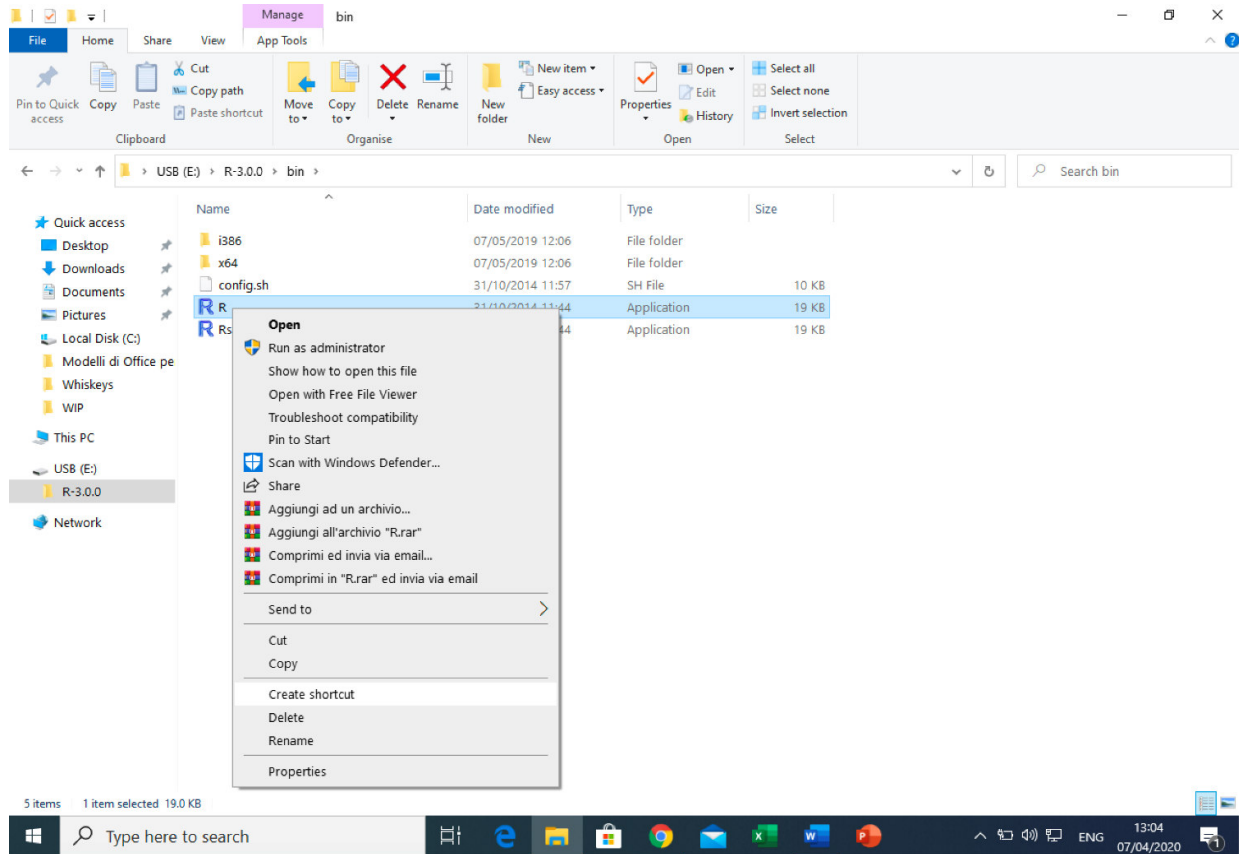 Manage bin
File Home Share View App Tools
Pin to Quick access
Copy
Paste
Cut
Copy path
Paste shortcut
Clipboard
Move to
Copy to
Delete
Rename
Organise
New folder
New item
Easy access
New
Properties
Open
Edit
History
Open
Select all
Select none
Invert selection
Select
USB (E:) > R-3.0.0 > bin >
Search bin
Quick access
Desktop
Downloads
Documents
Pictures
Local Disk (C:)
Modelli di Office pe
Whiskeys
WIP
This PC
USB (E:)
R-3.0.0
Network
Name Date modified Type Size
i386 07/05/2019 12:06 File folder
x64 07/05/2019 12:06 File folder
config.sh 31/10/2014 11:57 SH File 10 KB
R 31/10/2014 11:44 Application 19 KB
Rs 44 Application 19 KB
Open
Run as administrator
Show how to open this file
Open with Free File Viewer
Troubleshoot compatibility
Pin to Start
Scan with Windows Defender...
Share
Aggiungi ad un archivio...
Aggiungi all'archivio "R.rar"
Comprimi ed invia via email...
Comprimi in "R.rar" ed invia via email
Send to
Cut
Copy
Create shortcut
Delete
Rename
Properties
5 items 1 item selected 19.0 KB
Type here to search
ENG
13:04
07/04/2020
1